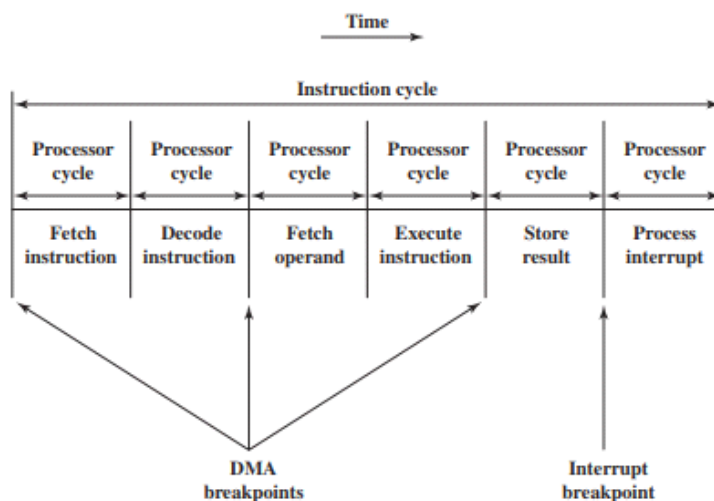 Time
Instruction cycle
Processor Processor Processor Processor Processor Processor
cycle cycle cycle cycle cycle cycle
Fetch Decode Fetch Execute Store Process
instruction instruction operand instruction result interrupt
DMA Interrupt
breakpoints breakpoint